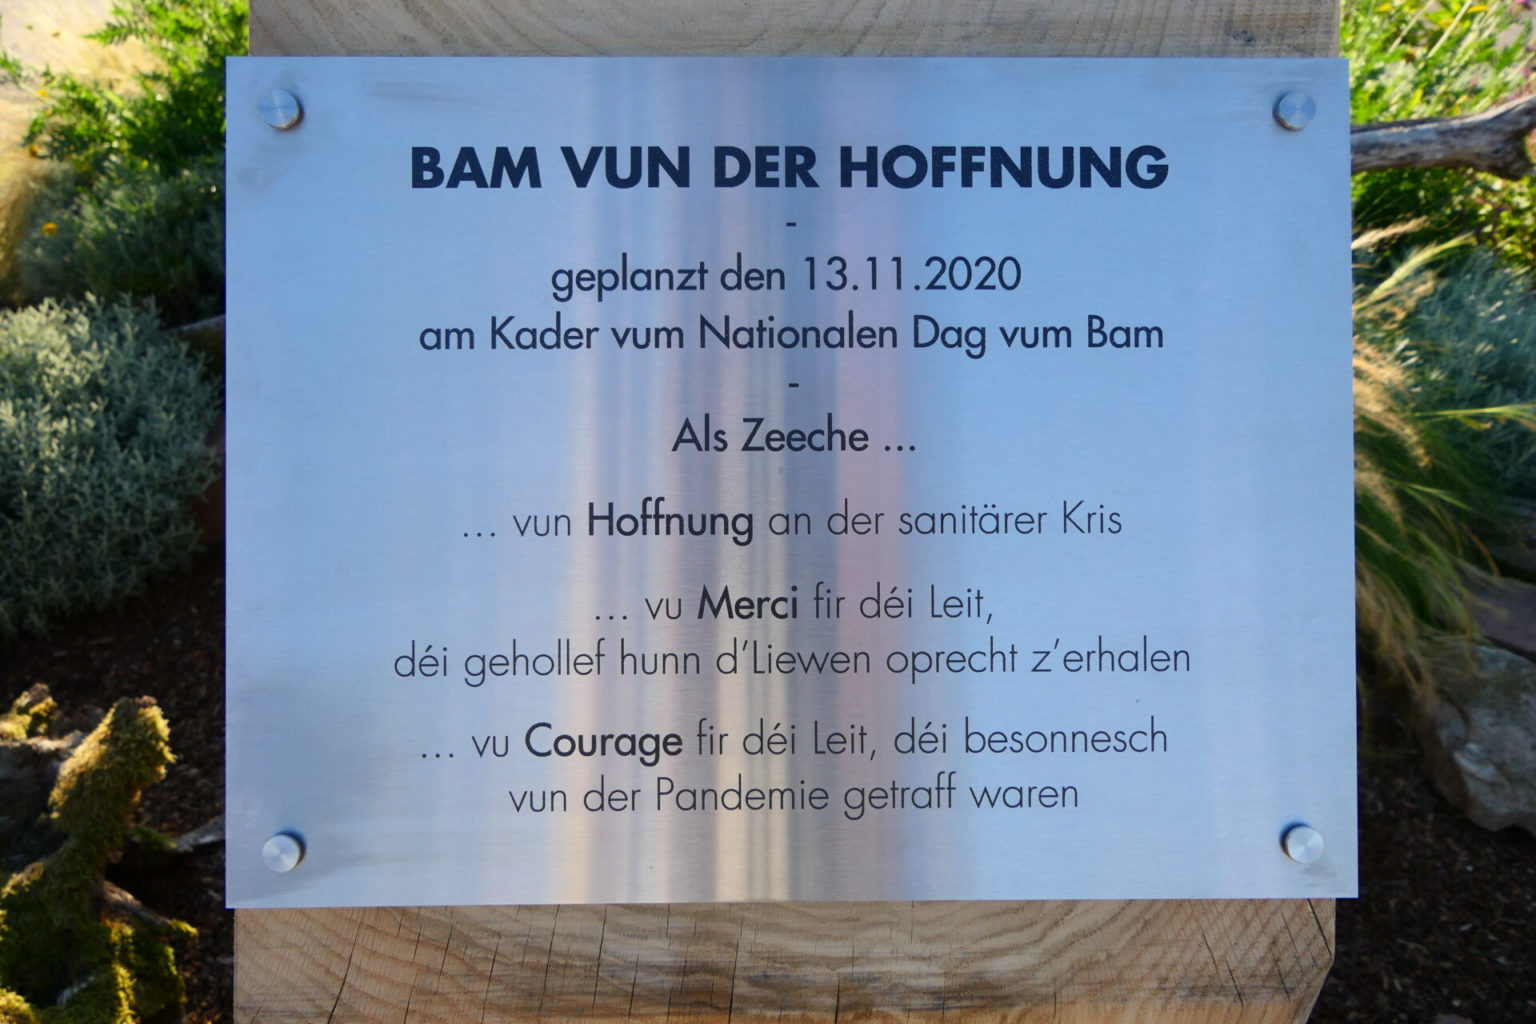 BAM VUN DER HOFFNUNG
-
geplanzt den 13.11.2020
am Kader vum Nationalen Dag vum Bam
-
Als Zeeche ...
... vun Hoffnung an der sanitärer Kris
... vu Merci fir déi Leit,
déi gehollef hunn d'Liewen oprecht z'erhalen
... vu Courage fir déi Leit, déi besonnesch
vun der Pandemie getraff waren